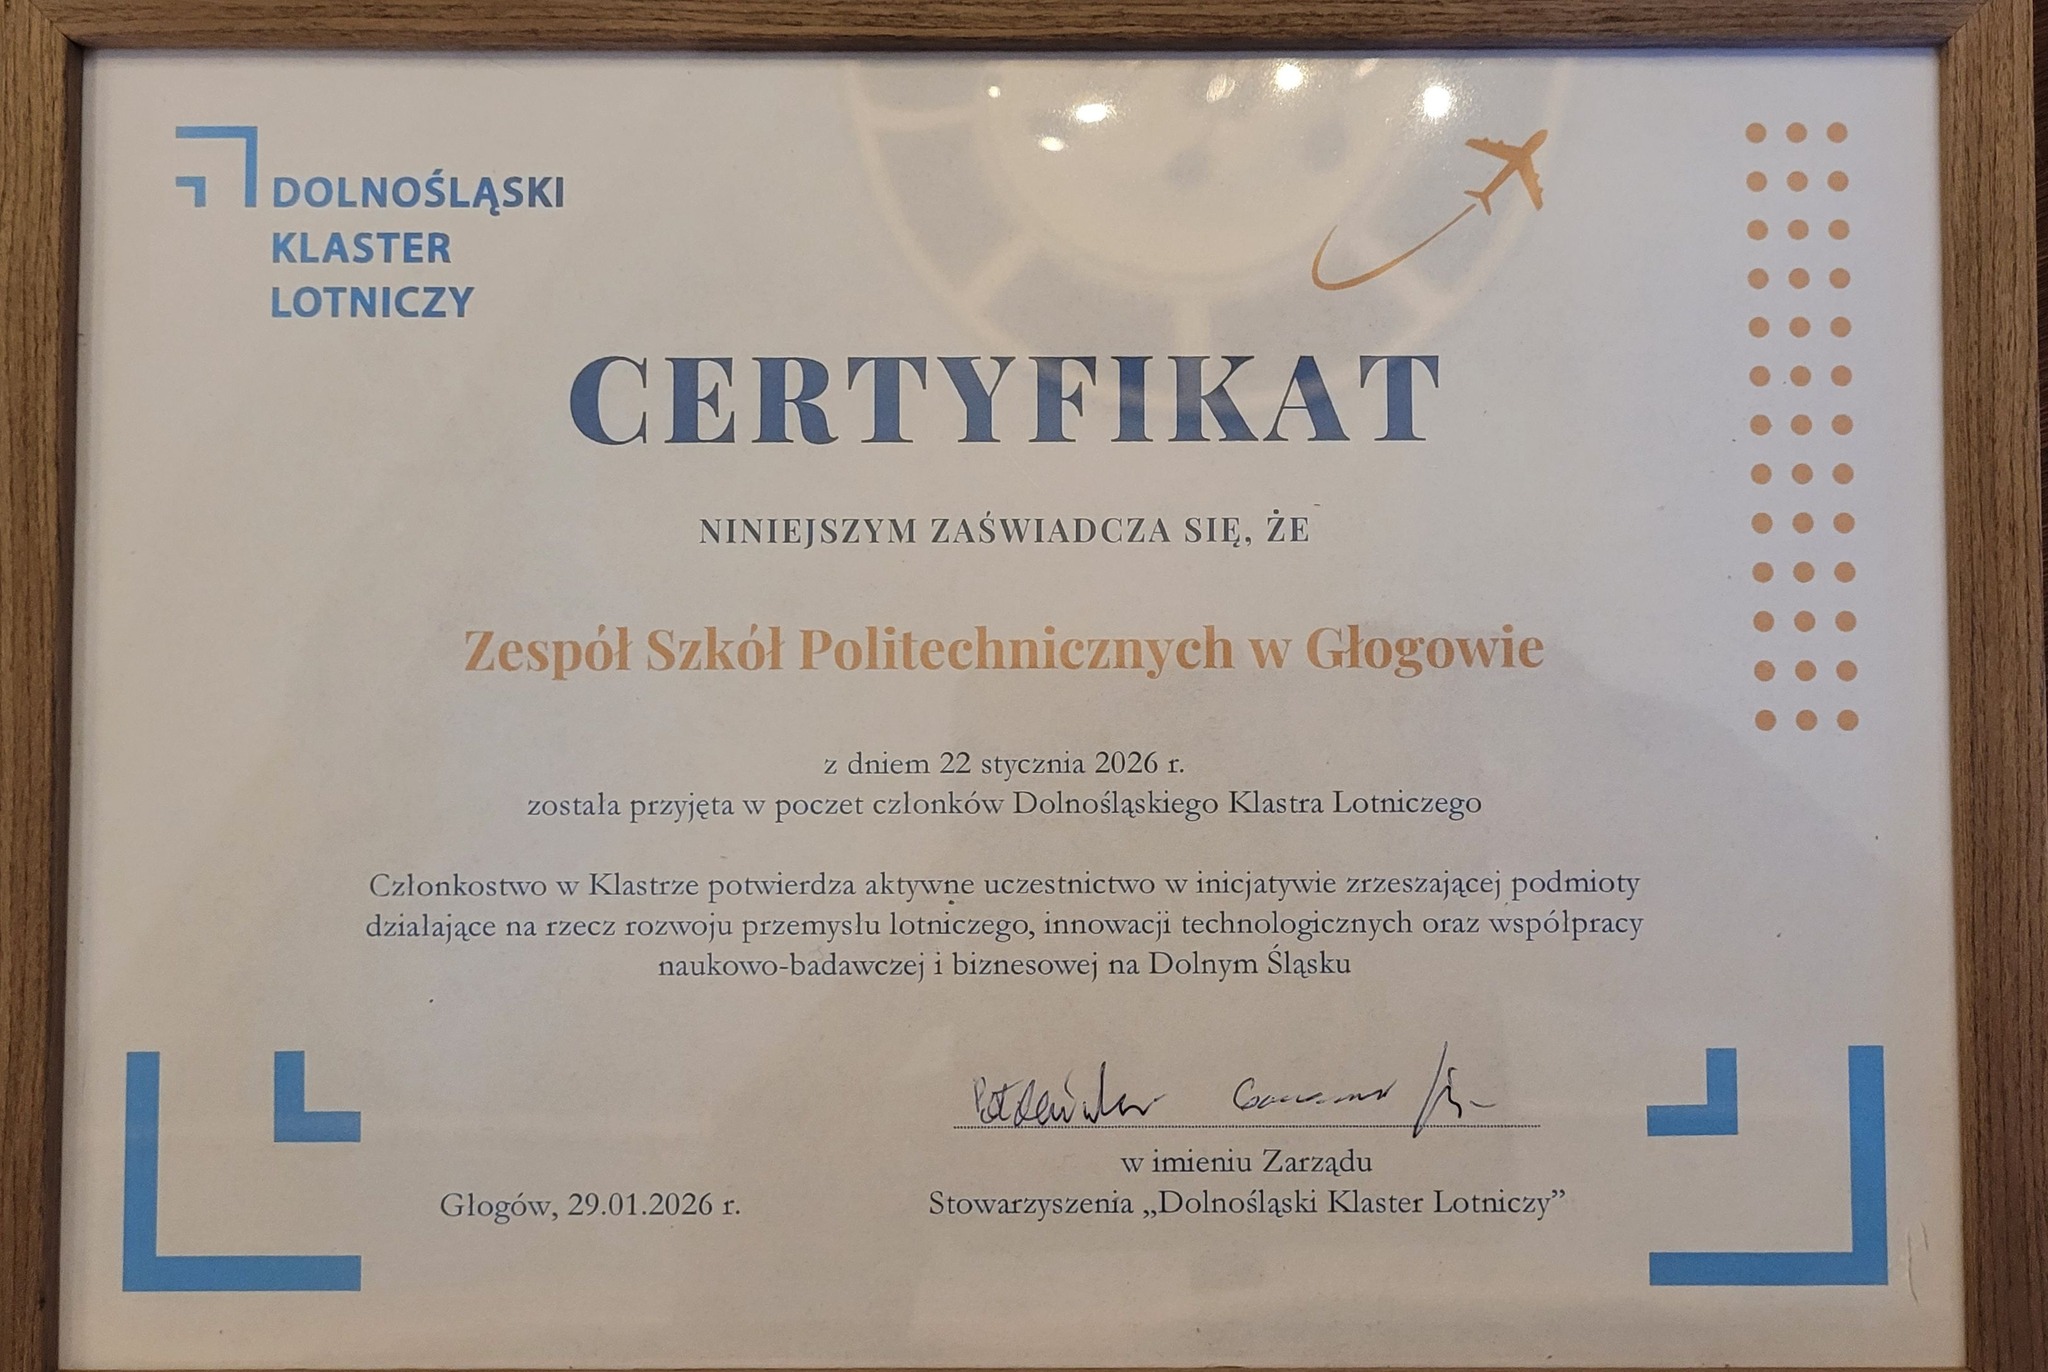 DOLNOŚLĄSKI
KLASTER
LOTNICZY
CERTYFIKAT
NINIEJSZYM ZAŚWIADCZA SIĘ, ŻE
Zespół Szkół Politechnicznych w Głogowie
z dniem 22 stycznia 2026 r.
została przyjęta w poczet członków Dolnośląskiego Klastra Lotniczego
Członkostwo w Klastrze potwierdza aktywne uczestnictwo w inicjatywie zrzeszającej podmioty
działające na rzecz rozwoju przemysłu lotniczego, innowacji technologicznych oraz współpracy
naukowo-badawczej i biznesowej na Dolnym Śląsku
w imieniu Zarządu
Głogów, 29.01.2026 r.
Stowarzyszenia „Dolnośląski Klaster Lotniczy”